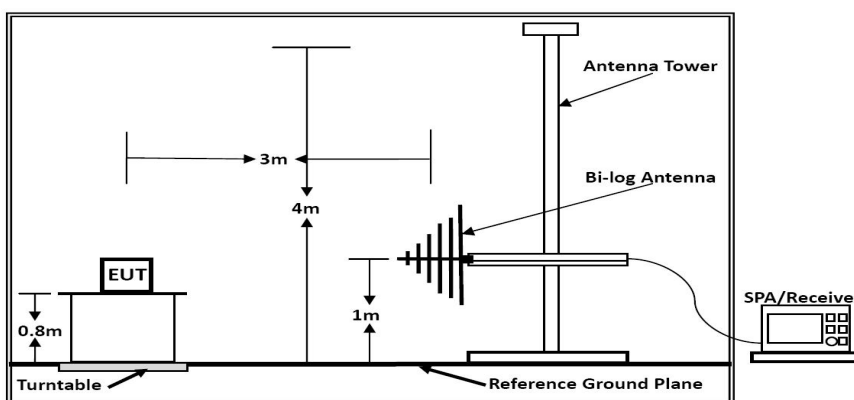 Antenna Tower
3m
Bi-log Antenna
4m
EUT
SPA/Receive
0.8m
1m
Turntable
Reference Ground Plane